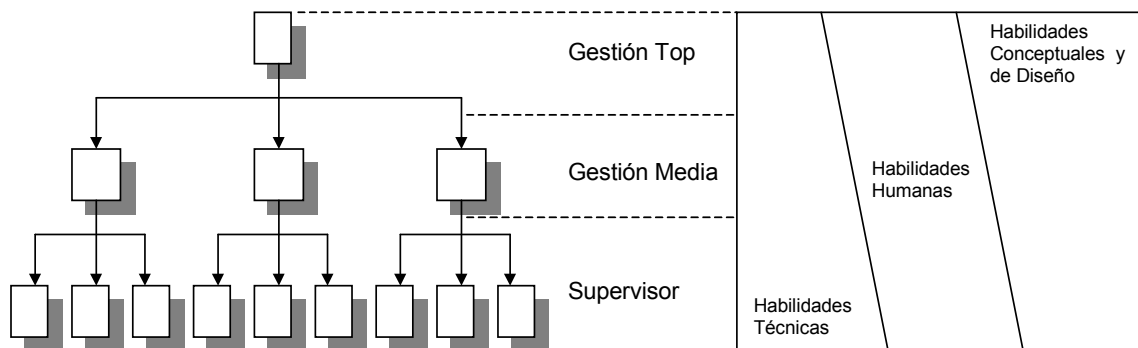 Gestión Top
Habilidades
Conceptuales y
de Diseño
Gestión Media
Habilidades
Humanas
Supervisor
Habilidades
Técnicas